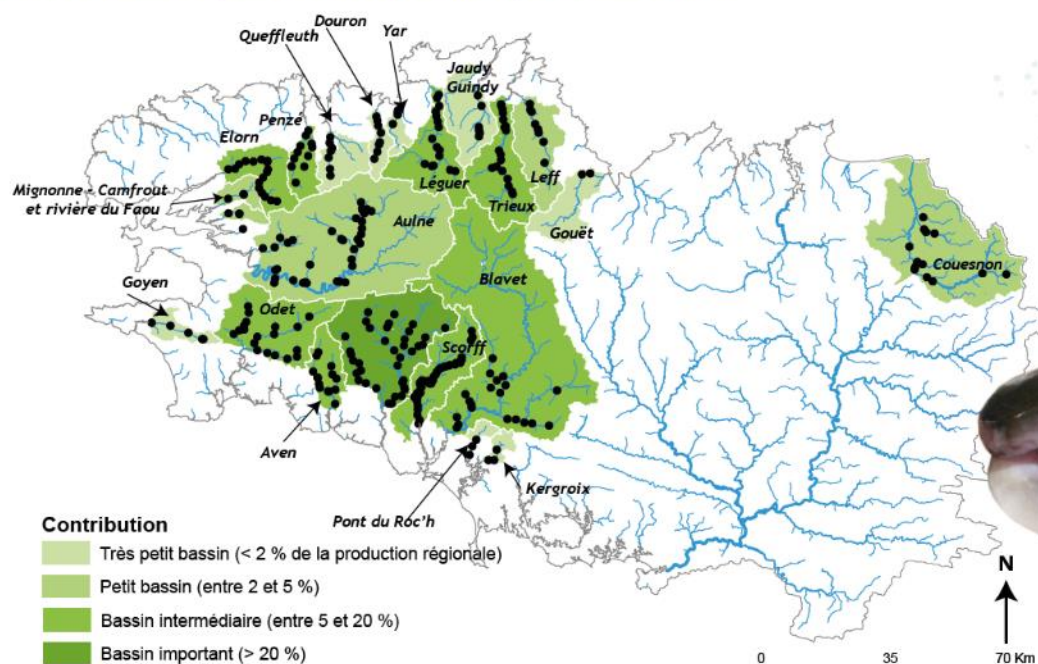 Douron
Queffleuth
Yar
Jaudy
Guindy
Penzé
Elorn
Léguer
Trieux
Leff
Mignonne - Camfrout
et rivière du Faou
Aulne
Gouët
Couesnon
Blavet
Goyen
Odet
Scorff
Aven
Kergroix
Pont du Roc'h
Contribution
Très petit bassin (< 2 % de la production régionale)
Petit bassin (entre 2 et 5 %)
Bassin intermédiaire (entre 5 et 20 %)
Bassin important (> 20 %)
N
0 35 70 Km